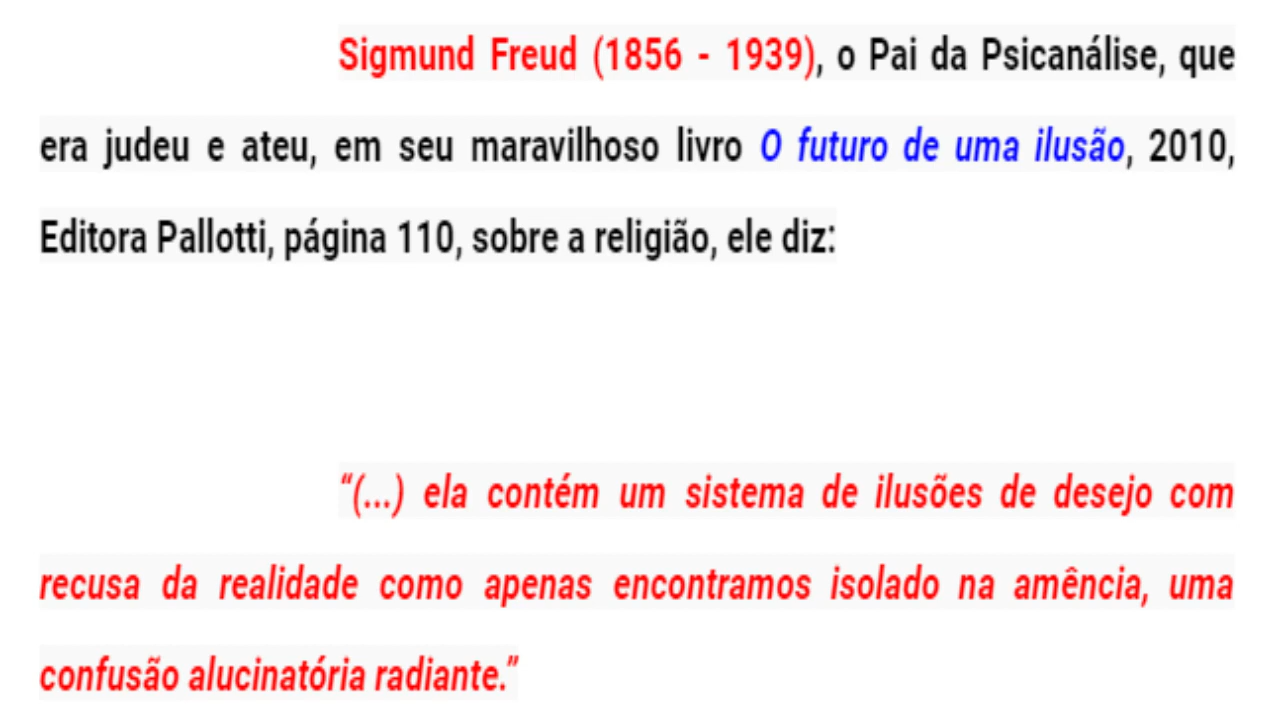 Sigmund Freud (1856 - 1939), o Pai da Psicanálise, que
era judeu e ateu, em seu maravilhoso livro O futuro de uma ilusão, 2010,
Editora Pallotti, página 110, sobre a religião, ele diz:
“(...) ela contém um sistema de ilusões de desejo com
recusa da realidade como apenas encontramos isolado na amência, uma
confusão alucinatória radiante.”